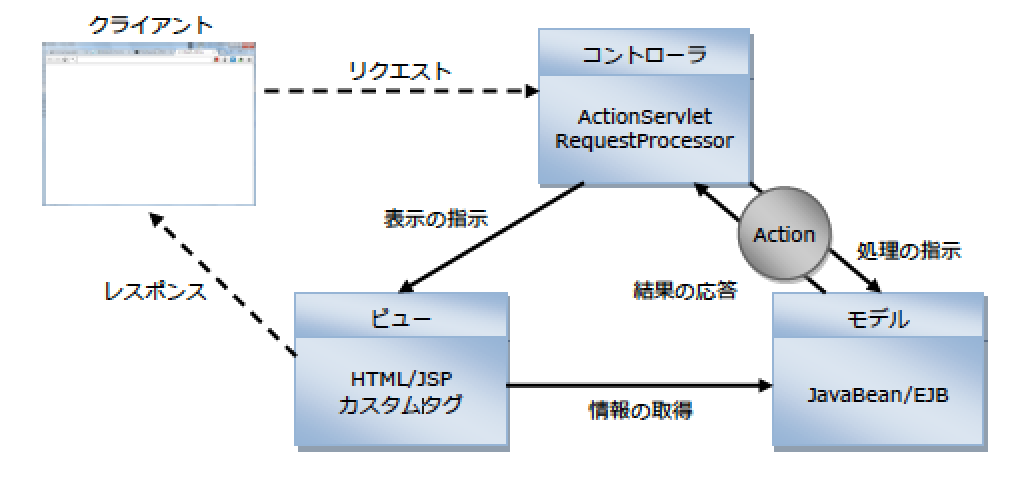 クライアント
リクエスト
コントローラ
ActionServlet
RequestProcessor
表示の指示
Action
処理の指示
結果の応答
レスポンス
ビュー
HTML/JSP
カスタムタグ
情報の取得
モデル
JavaBean/EJB